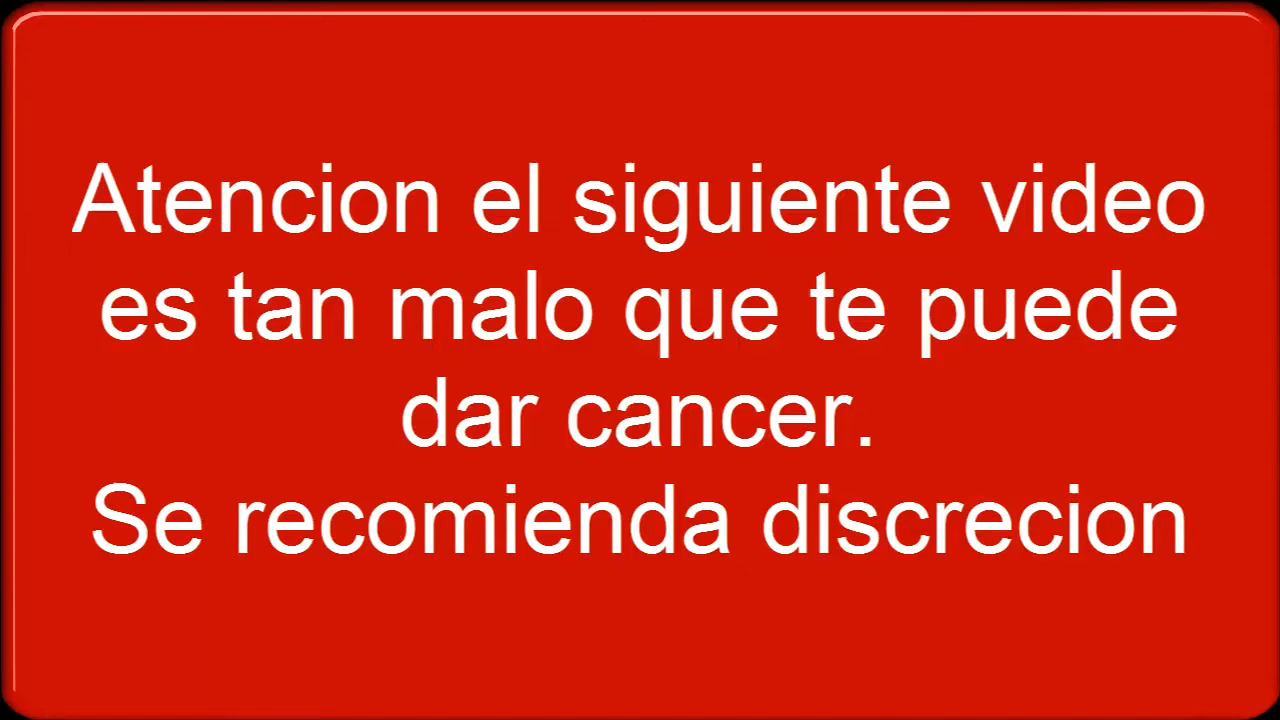 Atencion el siguiente video
es tan malo que te puede
dar cancer.
Se recomienda discrecion